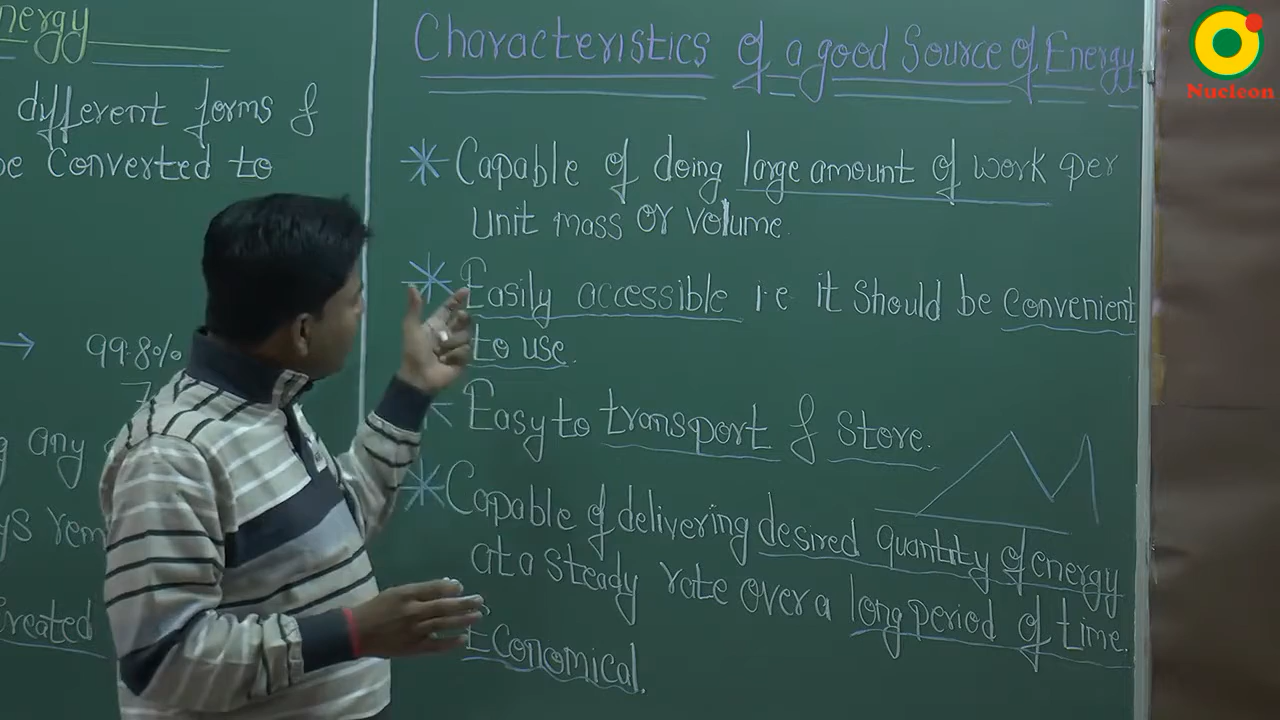 nergy
different forms &
be converted to
→ 99.8%
7
g any
ys rem
Created
Characteristics of a good Source of Energy
* Capable of doing large amount of work per
Unit mass or volume.
* Easily accessible i.e it should be convenient
to use.
* Easy to transport & store.
* Capable of delivering desired quantity of energy
at a steady rate over a long period of time.
Economical.
Nucleon